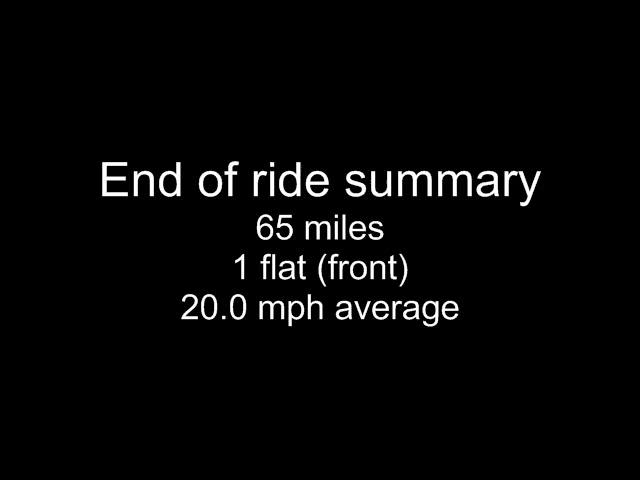 End of ride summary
65 miles
1 flat (front)
20.0 mph average